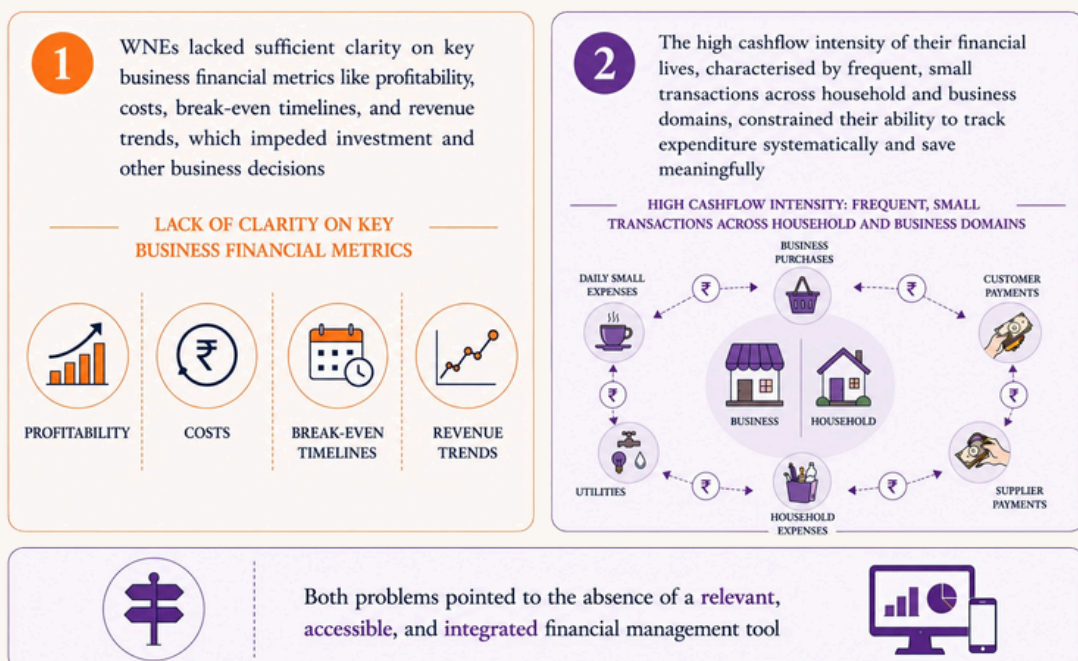 1
WNEs lacked sufficient clarity on key
business financial metrics like profitability,
costs, break-even timelines, and revenue
trends, which impeded investment and
other business decisions
LACK OF CLARITY ON KEY
BUSINESS FINANCIAL METRICS
₹
PROFITABILITY
COSTS
BREAK-EVEN
TIMELINES
REVENUE
TRENDS
2
The high cashflow intensity of their financial
lives, characterised by frequent, small
transactions across household and business
domains, constrained their ability to track
expenditure systematically and save
meaningfully
HIGH CASHFLOW INTENSITY: FREQUENT, SMALL
TRANSACTIONS ACROSS HOUSEHOLD AND BUSINESS DOMAINS
BUSINESS
PURCHASES
DAILY SMALL
EXPENSES
₹
₹
CUSTOMER
PAYMENTS
₹
₹
BUSINESS
HOUSEHOLD
UTILITIES
₹
₹
SUPPLIER
PAYMENTS
HOUSEHOLD
EXPENSES
Both problems pointed to the absence of a relevant,
accessible, and integrated financial management tool